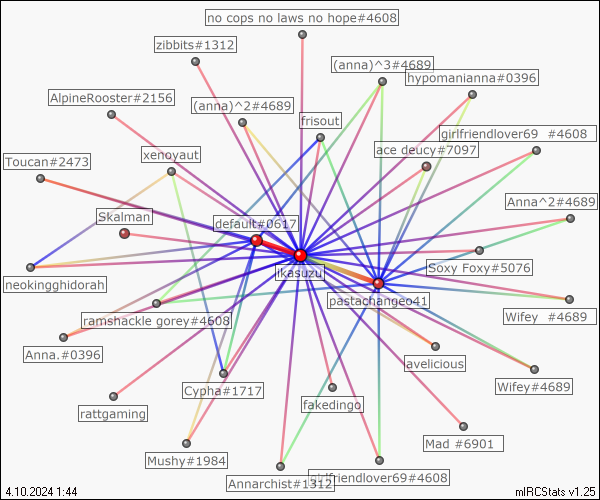 no cops no laws no hope#4608
zibbits#1312
(anna)^3#4689
hypomanianna#0396
AlpineRooster#2156
(anna)^2#4689
frisout
girlfriendlover69 #4608
ace deucy#7097
xenoyaut
Toucan#2473
Anna^2#4689
Skalman
default#0617
Soxy Foxy#5076
ikasuzu
neokingghidorah
pastachangeo41
Wifey #4689
ramshackle gorey#4608
Anna.#0396
avelicious
Cypha#1717
Wifey#4689
fakedingo
rattgaming
Mad #6901
Mushy#1984
Annarchist#1312
girlfriendlover69#4608
4.10.2024 1:44
mIRCStats v1.25